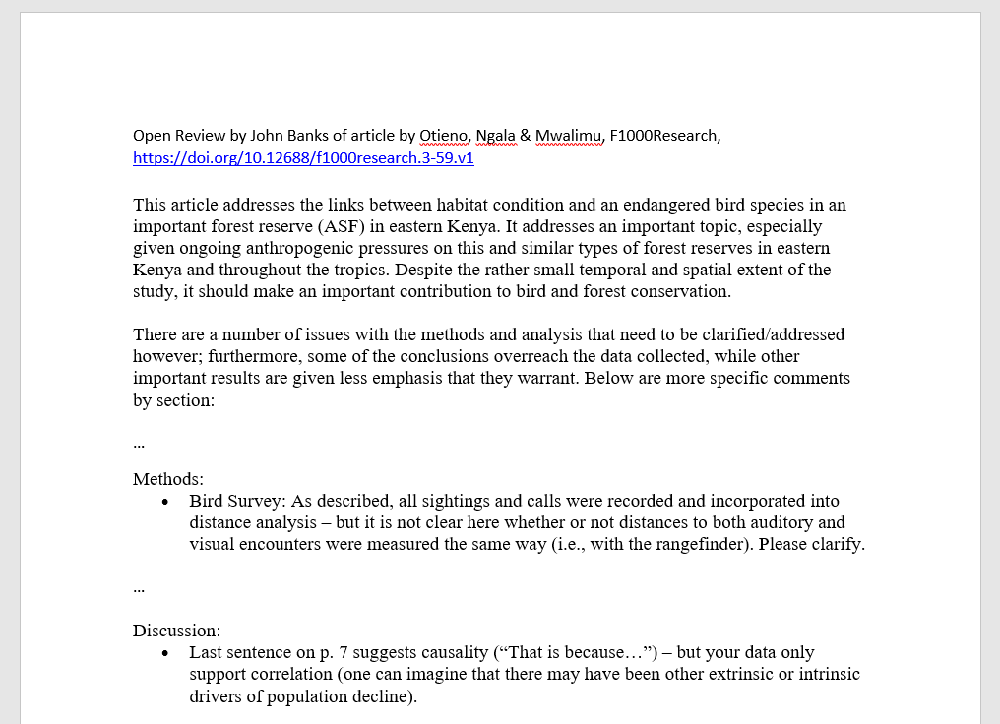 Open Review by John Banks of article by Otieno, Ngala & Mwalimu, F1000Research,
https://doi.org/10.12688/f1000research.3-59.v1
This article addresses the links between habitat condition and an endangered bird species in an
important forest reserve (ASF) in eastern Kenya. It addresses an important topic, especially
given ongoing anthropogenic pressures on this and similar types of forest reserves in eastern
Kenya and throughout the tropics. Despite the rather small temporal and spatial extent of the
study, it should make an important contribution to bird and forest conservation.
There are a number of issues with the methods and analysis that need to be clarified/addressed
however; furthermore, some of the conclusions overreach the data collected, while other
important results are given less emphasis that they warrant. Below are more specific comments
by section:
...
Methods:
• Bird Survey: As described, all sightings and calls were recorded and incorporated into
distance analysis – but it is not clear here whether or not distances to both auditory and
visual encounters were measured the same way (i.e., with the rangefinder). Please clarify.
...
Discussion:
• Last sentence on p. 7 suggests causality (“That is because…”) – but your data only
support correlation (one can imagine that there may have been other extrinsic or intrinsic
drivers of population decline).